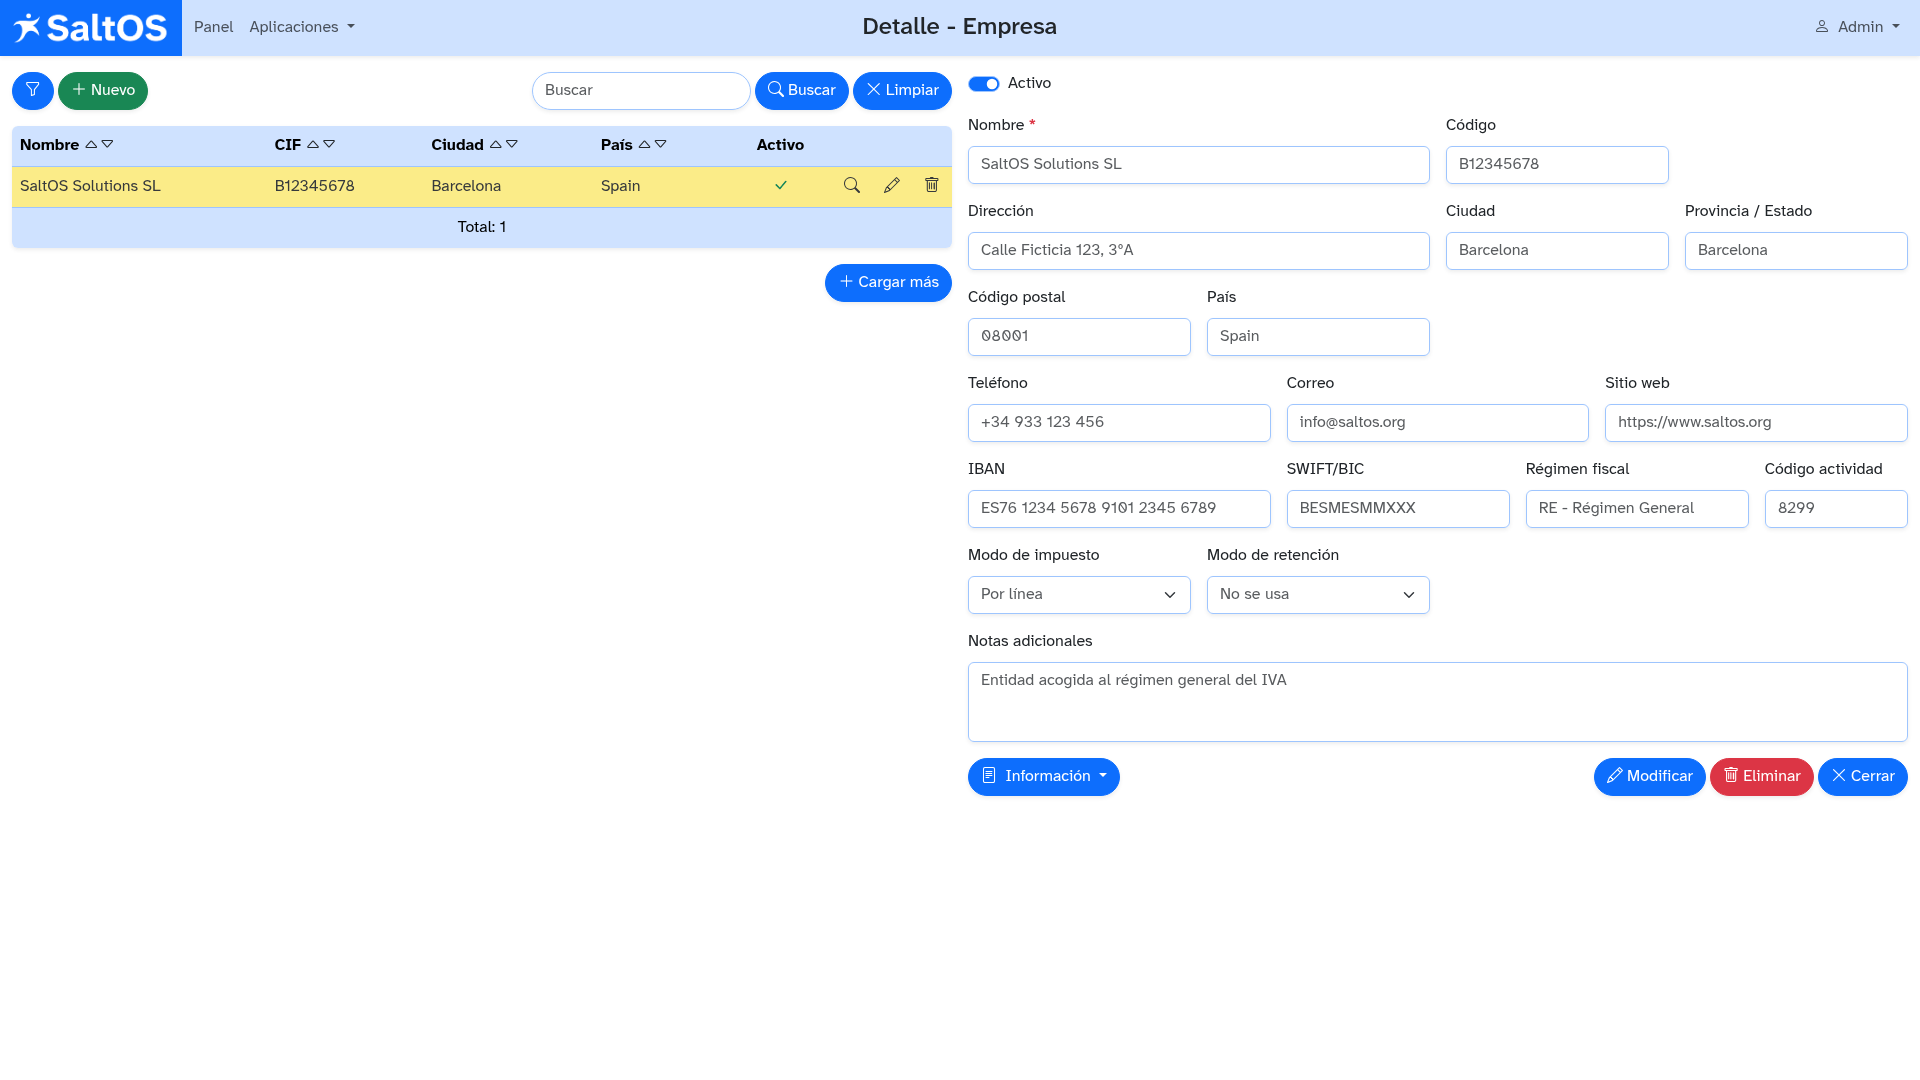 SaltOS Panel Aplicaciones Detalle - Empresa Admin
Nuevo Buscar Buscar Limpiar
Nombre CIF Ciudad País Activo
SaltOS Solutions SL B12345678 Barcelona Spain
Total: 1
Cargar más
Activo
Nombre * Código
SaltOS Solutions SL B12345678
Dirección Ciudad Provincia / Estado
Calle Ficticia 123, 3°A Barcelona Barcelona
Código postal País
08001 Spain
Teléfono Correo Sitio web
+34 933 123 456 info@saltos.org https://www.saltos.org
IBAN SWIFT/BIC Régimen fiscal Código actividad
ES76 1234 5678 9101 2345 6789 BESMESMMXXX RE - Régimen General 8299
Modo de impuesto Modo de retención
Por línea No se usa
Notas adicionales
Entidad acogida al régimen general del IVA
Información Modificar Eliminar Cerrar